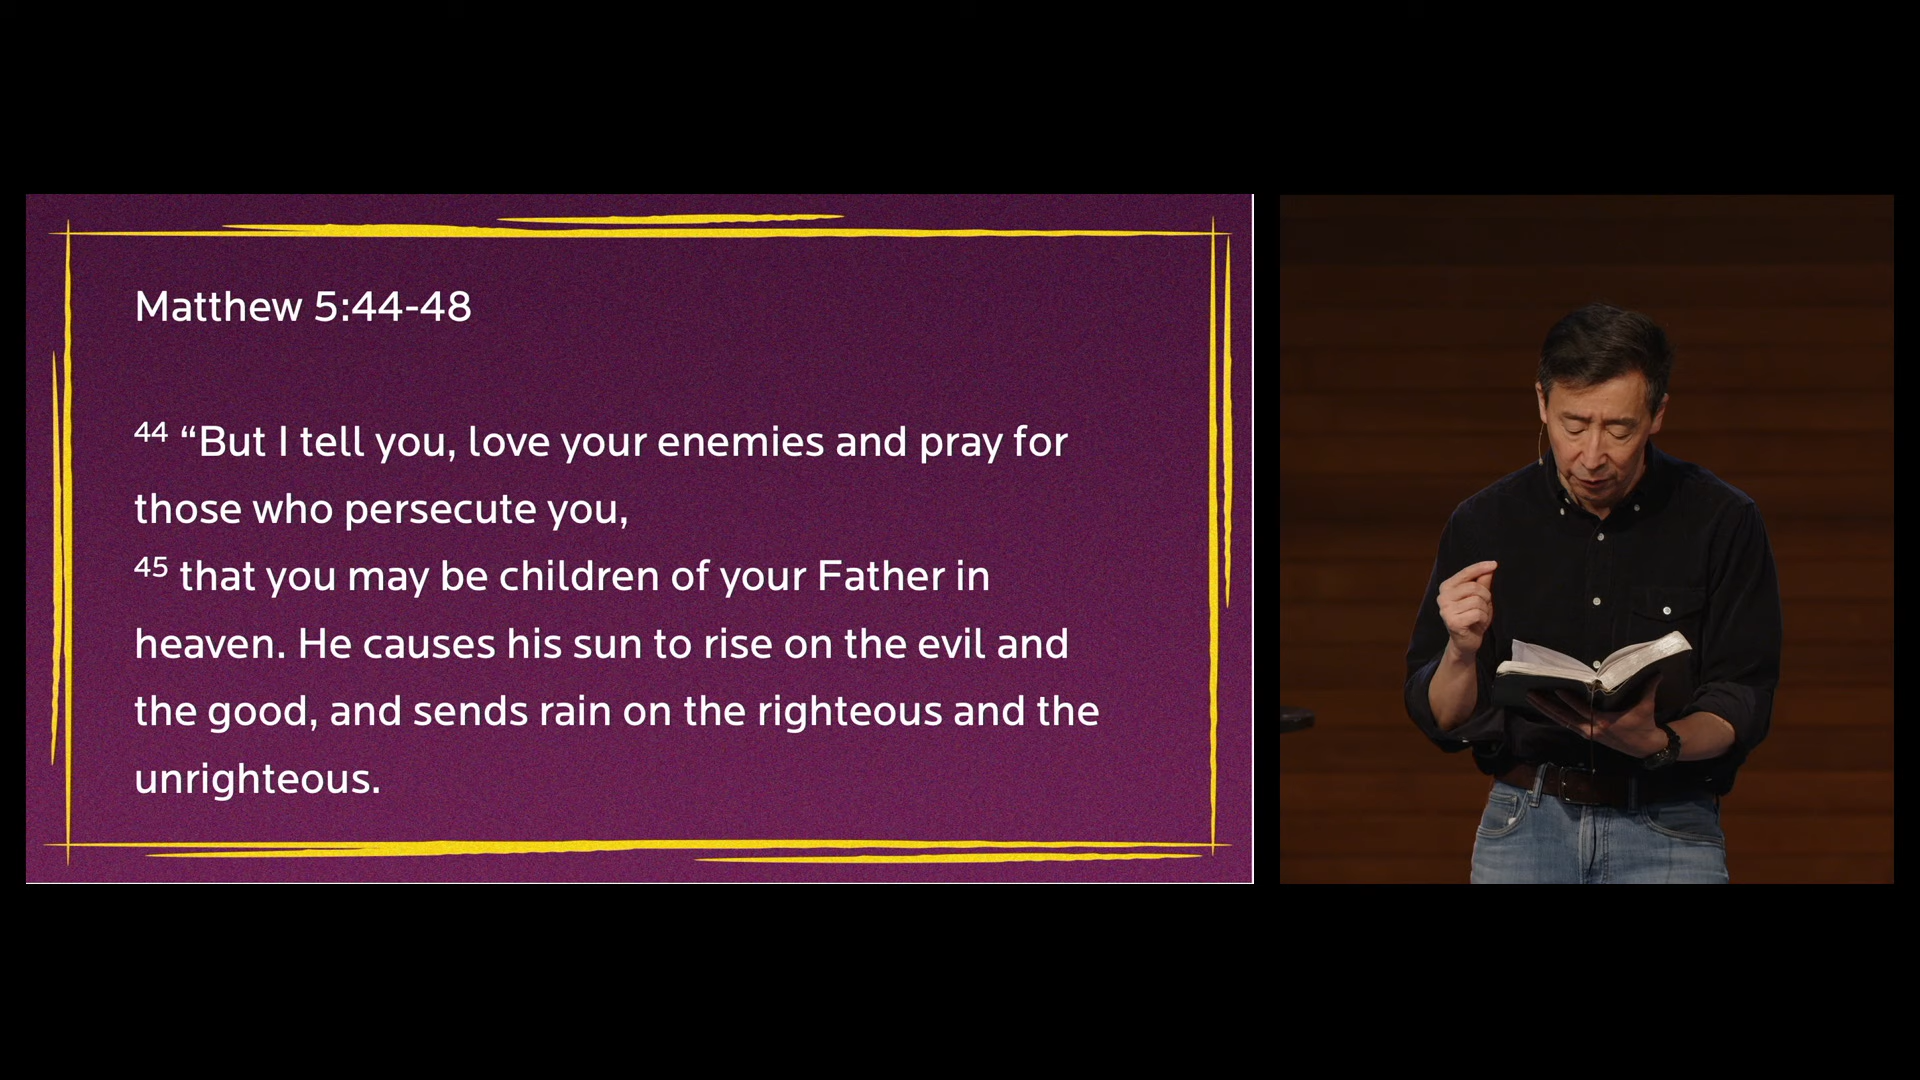 Matthew 5:44-48
44 “But I tell you, love your enemies and pray for
those who persecute you,
45 that you may be children of your Father in
heaven. He causes his sun to rise on the evil and
the good, and sends rain on the righteous and the
unrighteous.